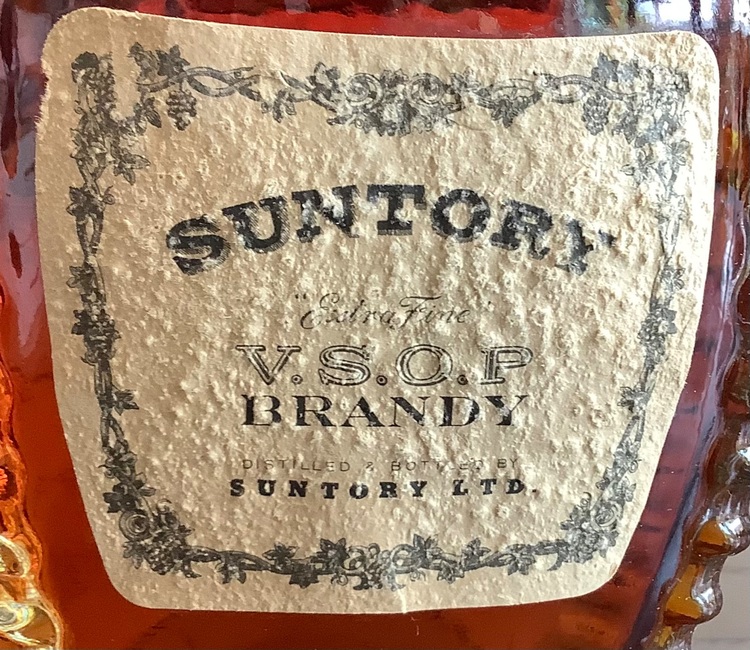 SUNTORY
"Extra Fine"
V.S.O.P
BRANDY
DISTILLED & BOTTLED BY
SUNTORY LTD.